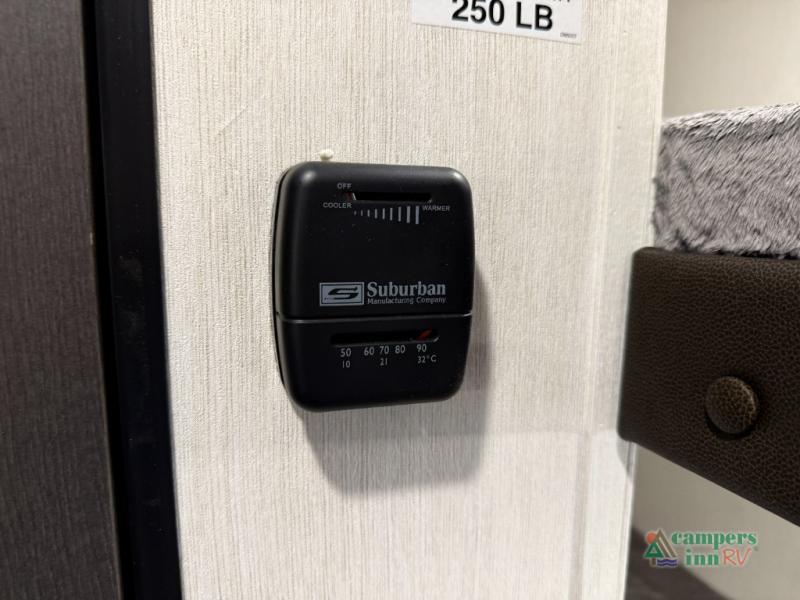 250 LB
OFF
COOLER WARMER
S Suburban
Manufacturing Company
50 60 70 80 90
10 21 32°C
campers
inn RV